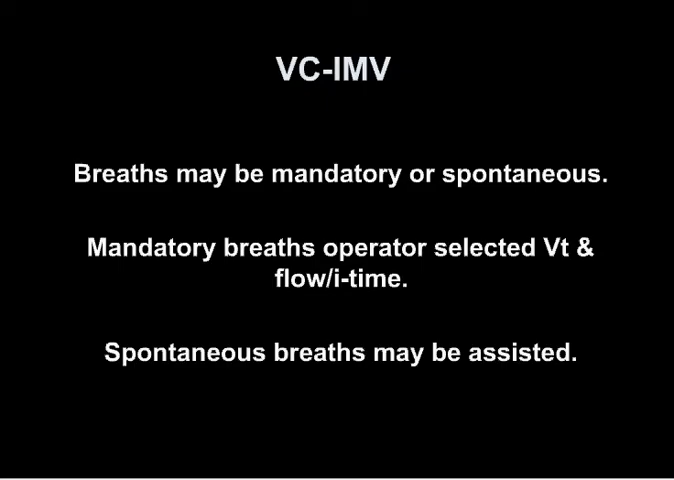 VC-IMV
Breaths may be mandatory or spontaneous.
Mandatory breaths operator selected Vt &
flow/i-time.
Spontaneous breaths may be assisted.